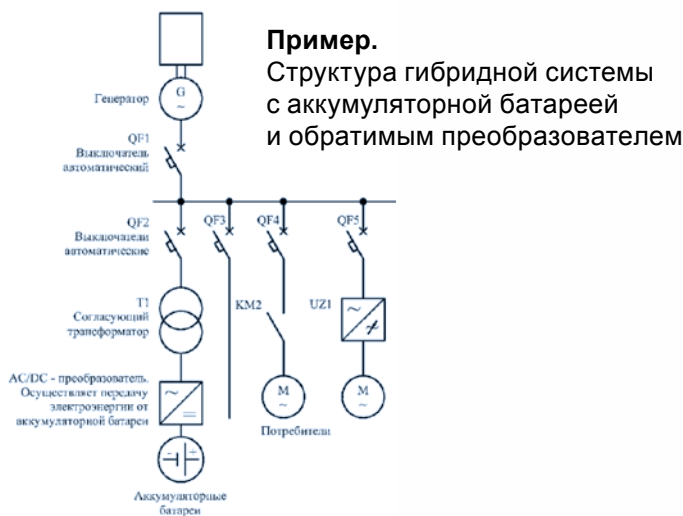 Пример.
Структура гибридной системы
с аккумуляторной батареей
и обратимым преобразователем
Генератор
G
~
QF1
Выключатель
автоматический
QF2
Выключатели
автоматические
QF3
QF4
QF5
T1
Согласующий
трансформатор
KM2
UZ1
AC/DC - преобразователь.
Осуществляет передачу
электроэнергии от
аккумуляторной батареи
M
~
M
~
Потребители
Аккумуляторные
батареи